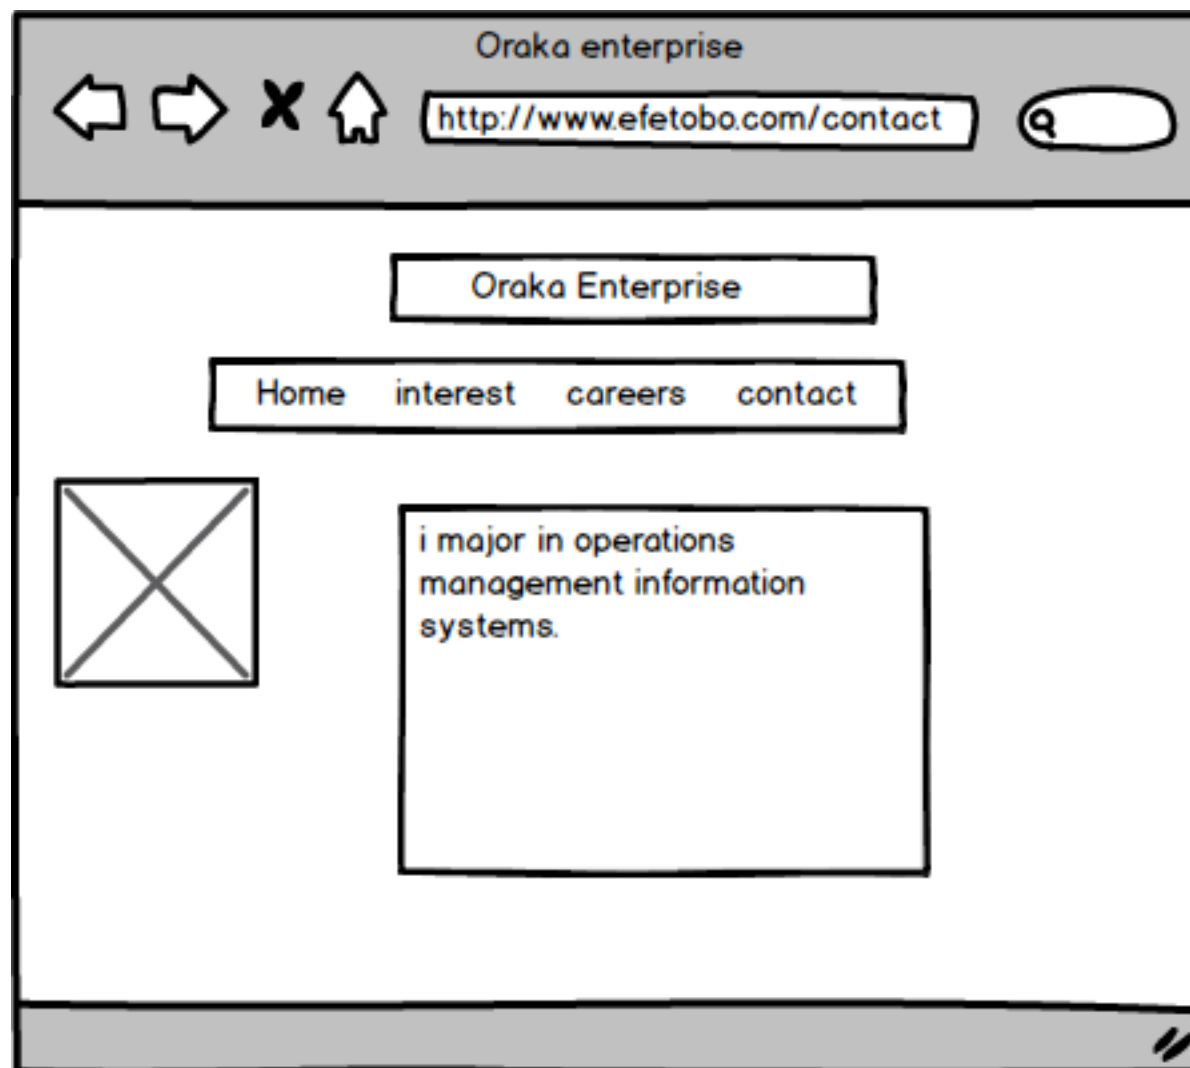 Oraka enterprise
http://www.efetobo.com/contact
Oraka Enterprise
Home interest careers contact
i major in operations
management information
systems.